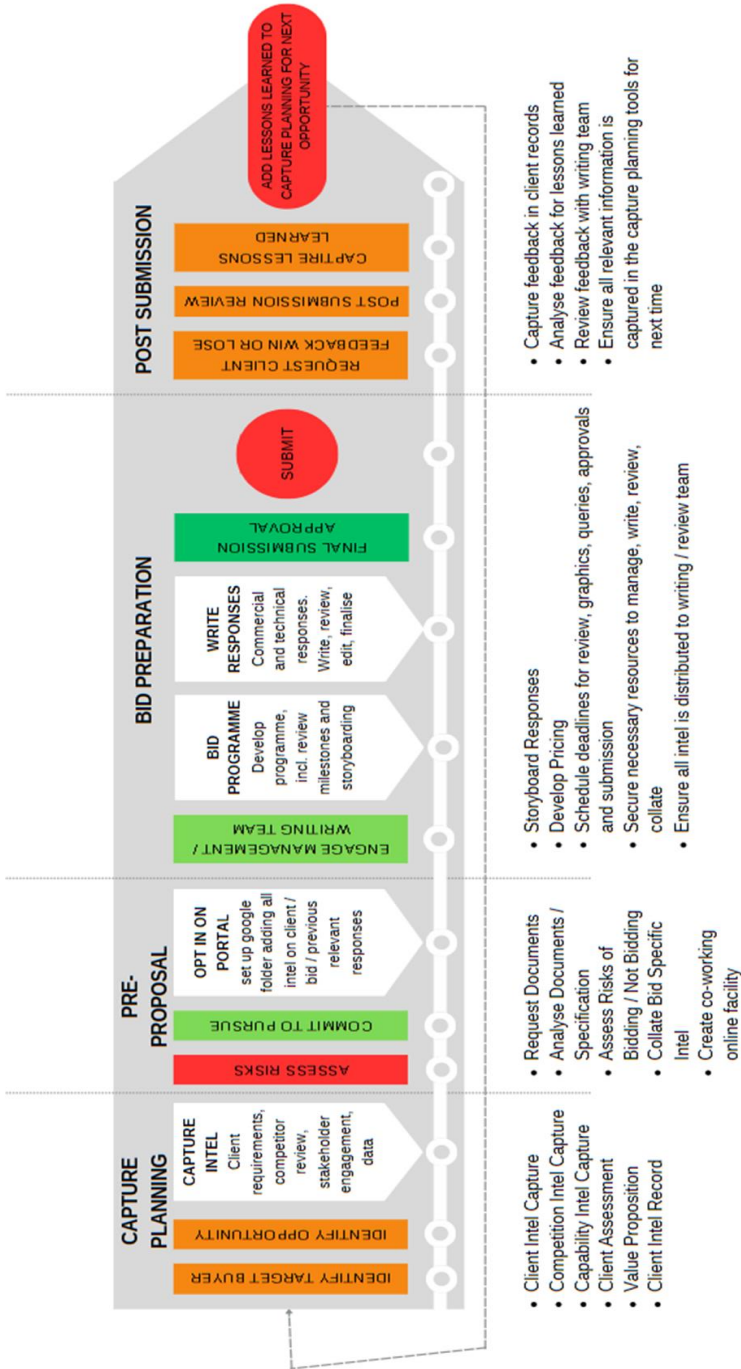 CAPTURE
PLANNING
IDENTIFY TARGET BUYER
IDENTIFY OPPORTUNITY
CAPTURE
INTEL
Client
requirements,
competitor
review,
stakeholder
engagement,
data
PRE-
PROPOSAL
ASSESS RISKS
COMMIT TO PURSUE
OPT IN ON
PORTAL
set up google
folder adding all
intel on client /
bid / previous
relevant
responses
BID PREPARATION
ENGAGE MANAGEMENT /
WRITING TEAM
BID
PROGRAMME
Develop
programme,
incl. review
milestones and
storyboarding
WRITE
RESPONSES
Commercial
and technical
responses.
Write, review,
edit, finalise
FINAL SUBMISSION
APPROVAL
SUBMIT
POST SUBMISSION
REQUEST CLIENT
FEEDBACK WIN OR LOSE
POST SUBMISSION REVIEW
CAPTIRE LESSONS
LEARNED
ADD LESSONS LEARNED TO
CAPTURE PLANNING FOR NEXT
OPPORTUNITY
• Client Intel Capture
• Competition Intel Capture
• Capability Intel Capture
• Client Assessment
• Value Proposition
• Client Intel Record
• Request Documents
• Analyse Documents /
Specification
• Assess Risks of
Bidding / Not Bidding
• Collate Bid Specific
Intel
• Create co-working
online facility
• Storyboard Responses
• Develop Pricing
• Schedule deadlines for review, graphics, queries, approvals
and submission
• Secure necessary resources to manage, write, review,
collate
• Ensure all intel is distributed to writing / review team
• Capture feedback in client records
• Analyse feedback for lessons learned
• Review feedback with writing team
• Ensure all relevant information is
captured in the capture planning tools for
next time